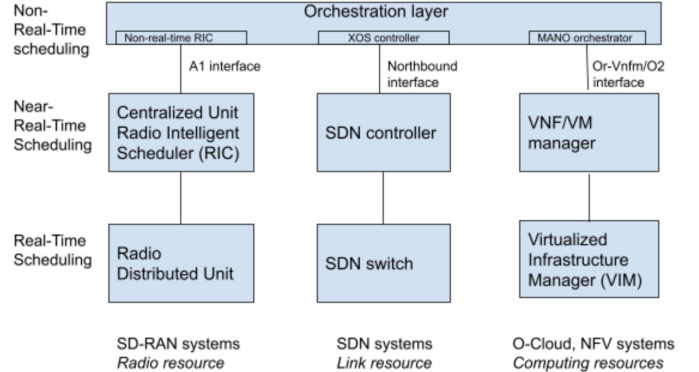 Non-
Real-Time
scheduling
Orchestration layer
Non-real-time RIC
XOS controller
MANO orchestrator
A1 interface
Northbound
interface
Or-Vnfm/O2
interface
Near-
Real-Time
Scheduling
Centralized Unit
Radio Intelligent
Scheduler (RIC)
SDN controller
VNF/VM
manager
Real-Time
Scheduling
Radio
Distributed Unit
SDN switch
Virtualized
Infrastructure
Manager (VIM)
SD-RAN systems
Radio resource
SDN systems
Link resource
O-Cloud, NFV systems
Computing resources